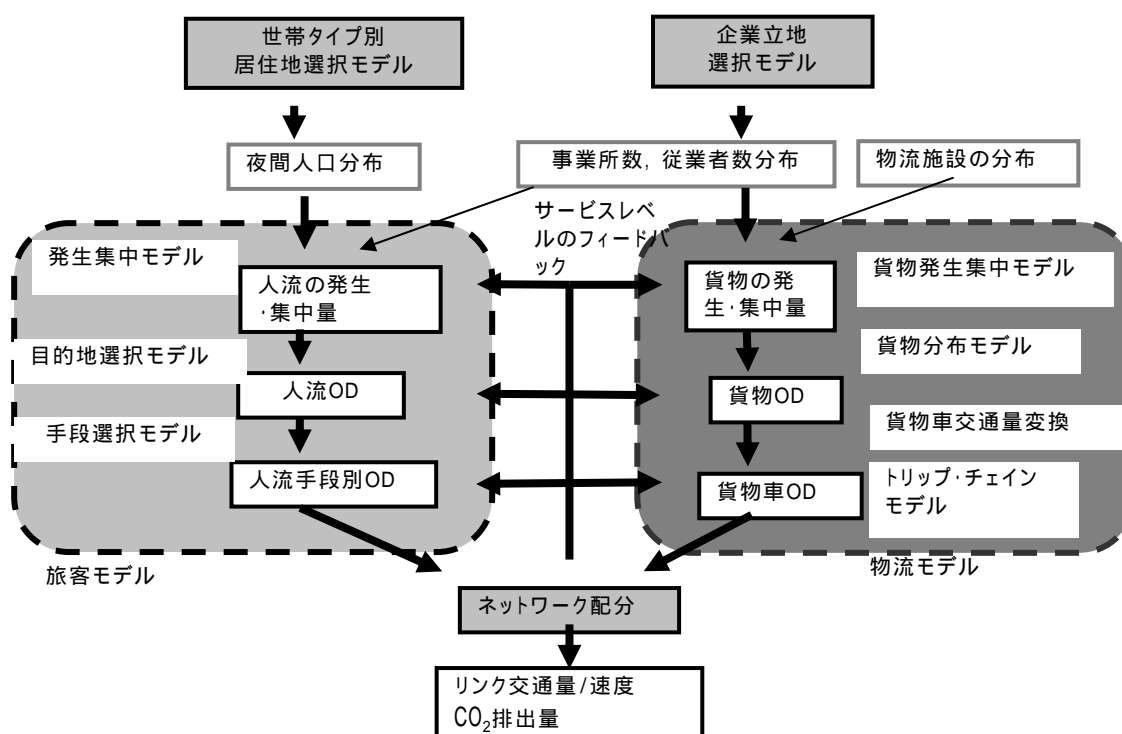 世帯タイプ別
居住地選択モデル
企業立地
選択モデル
夜間人口分布
事業所数, 従業者数分布
物流施設の分布
サービスレベ
ルのフィードバ
ック
発生集中モデル
人流の発生
・集中量
貨物の発
生・集中量
貨物発生集中モデル
目的地選択モデル
人流OD
貨物OD
貨物分布モデル
手段選択モデル
人流手段別OD
貨物車OD
貨物車交通量変換
トリップ・チェイン
モデル
旅客モデル
物流モデル
ネットワーク配分
リンク交通量/速度
CO₂排出量